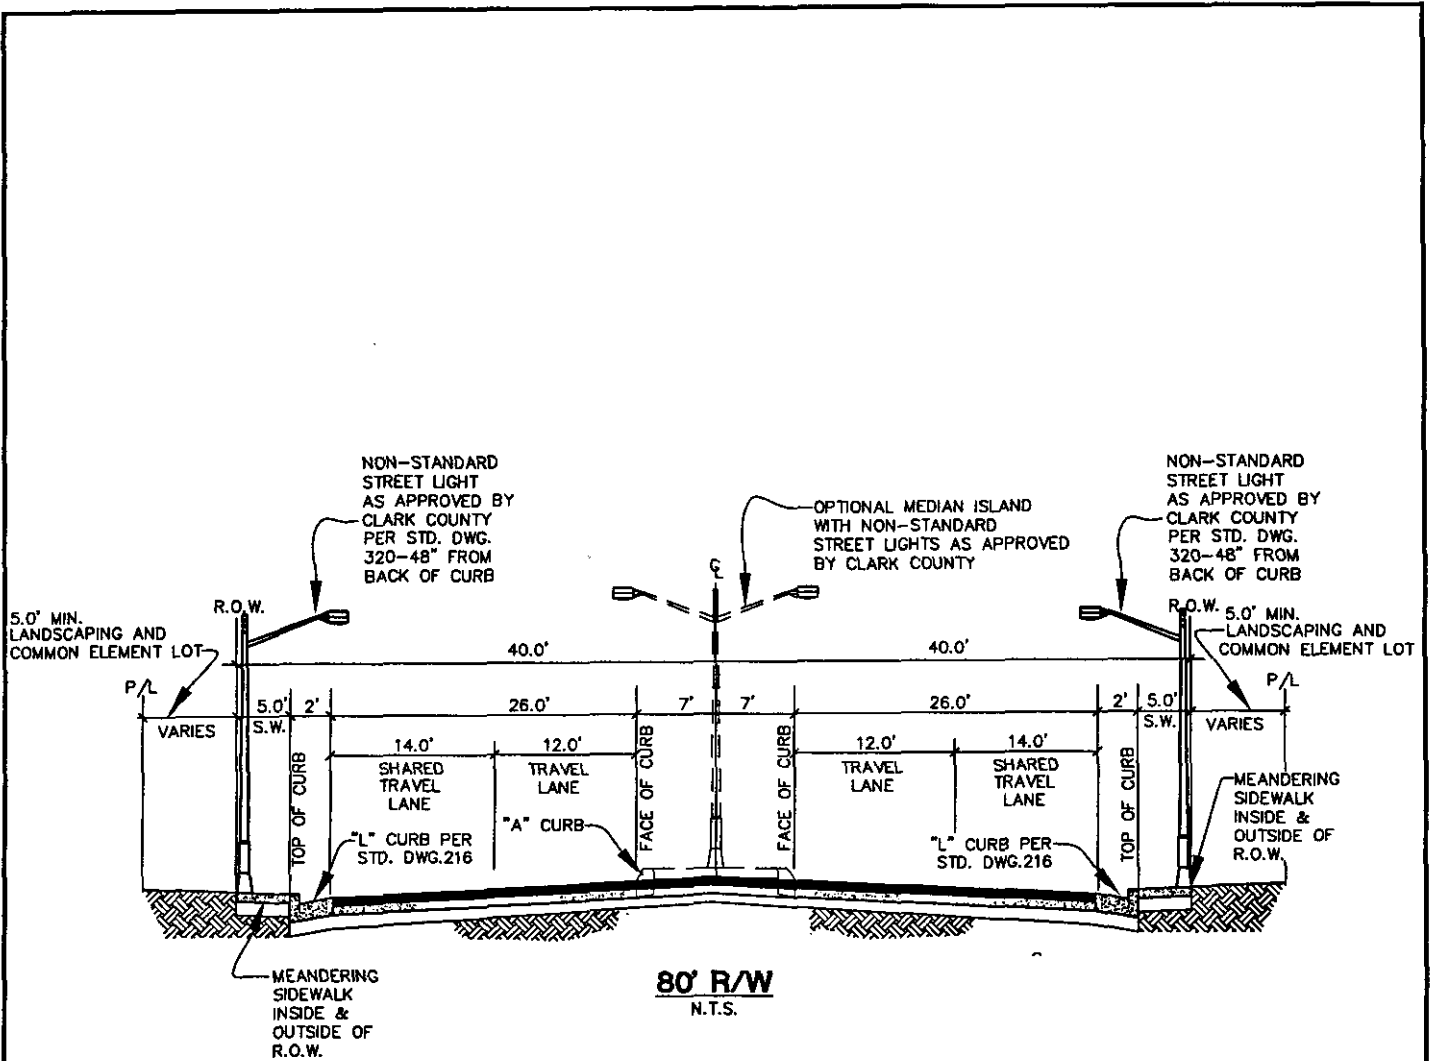 NON-STANDARD
STREET LIGHT
AS APPROVED BY
CLARK COUNTY
PER STD. DWG.
320-48" FROM
BACK OF CURB
OPTIONAL MEDIAN ISLAND
WITH NON-STANDARD
STREET LIGHTS AS APPROVED
BY CLARK COUNTY
NON-STANDARD
STREET LIGHT
AS APPROVED BY
CLARK COUNTY
PER STD. DWG.
320-48" FROM
BACK OF CURB
5.0' MIN.
LANDSCAPING AND
COMMON ELEMENT LOT
R.O.W.
CL
R.O.W.
5.0' MIN.
LANDSCAPING AND
COMMON ELEMENT LOT
40.0'
40.0'
P/L
P/L
VARIES
5.0'
S.W.
2'
26.0'
7'
7'
26.0'
2'
5.0'
S.W.
VARIES
14.0'
SHARED
TRAVEL
LANE
12.0'
TRAVEL
LANE
12.0'
TRAVEL
LANE
14.0'
SHARED
TRAVEL
LANE
TOP OF CURB
FACE OF CURB
FACE OF CURB
TOP OF CURB
"L" CURB PER
STD. DWG.216
"A" CURB
"L" CURB PER
STD. DWG.216
MEANDERING
SIDEWALK
INSIDE &
OUTSIDE OF
R.O.W.
MEANDERING
SIDEWALK
INSIDE &
OUTSIDE OF
R.O.W.
80' R/W
N.T.S.